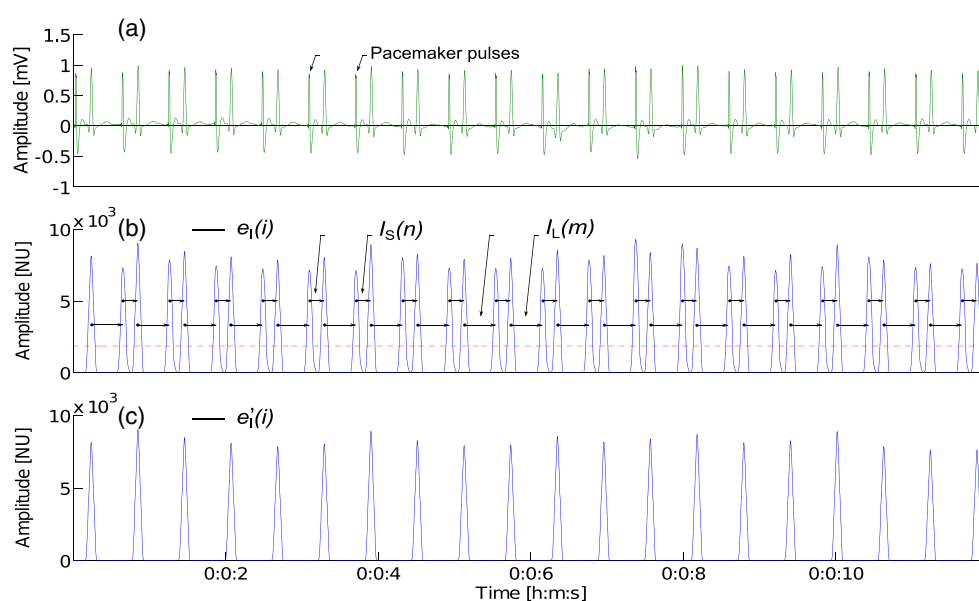 (a)
Pacemaker pulses
Amplitude [mV]
1.5
1
0.5
0
-0.5
-1
(b)
× 10³
e_I(i)
I_S(n)
I_L(m)
Amplitude [NU]
10
5
0
(c)
× 10³
e'_I(i)
Amplitude [NU]
10
5
0
0:0:2
0:0:4
0:0:6
0:0:8
0:0:10
Time [h:m:s]